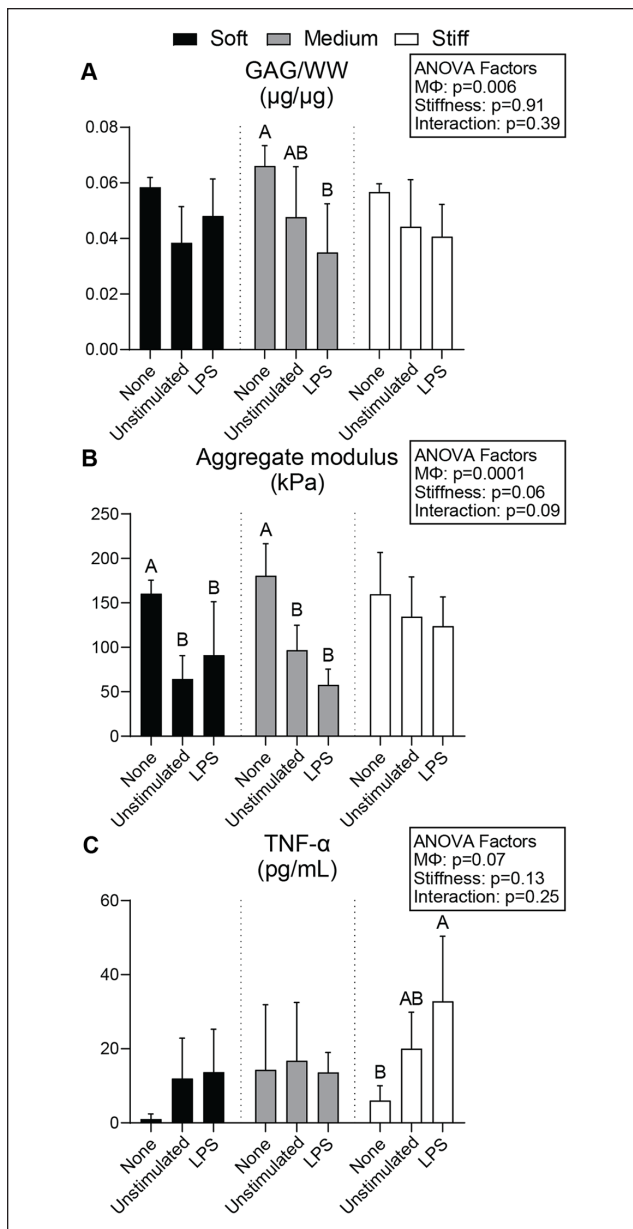 Soft Medium Stiff
A
GAG/WW
(µg/µg)
ANOVA Factors
MΦ: p=0.006
Stiffness: p=0.91
Interaction: p=0.39
0.08
0.06
0.04
0.02
0.00
A
AB
B
None
Unstimulated
LPS
None
Unstimulated
LPS
None
Unstimulated
LPS
B
Aggregate modulus
(kPa)
ANOVA Factors
MΦ: p=0.0001
Stiffness: p=0.06
Interaction: p=0.09
250
200
150
100
50
0
A
B
B
A
B
B
None
Unstimulated
LPS
None
Unstimulated
LPS
None
Unstimulated
LPS
C
TNF-α
(pg/mL)
ANOVA Factors
MΦ: p=0.07
Stiffness: p=0.13
Interaction: p=0.25
60
40
20
0
B
AB
A
None
Unstimulated
LPS
None
Unstimulated
LPS
None
Unstimulated
LPS